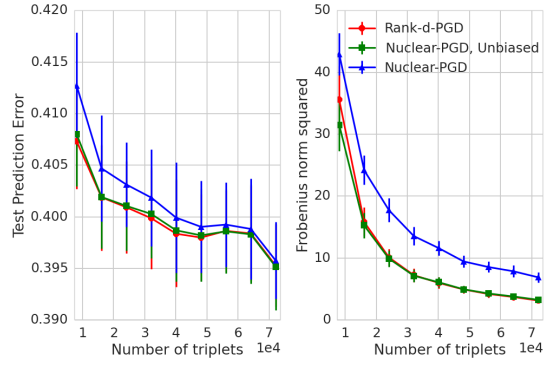 0.420
0.415
0.410
0.405
0.400
0.395
0.390
Test Prediction Error
1 2 3 4 5 6 7
1e4
Number of triplets
50
40
30
20
10
0
Frobenius norm squared
Rank-d-PGD
Nuclear-PGD, Unbiased
Nuclear-PGD
1 2 3 4 5 6 7
1e4
Number of triplets